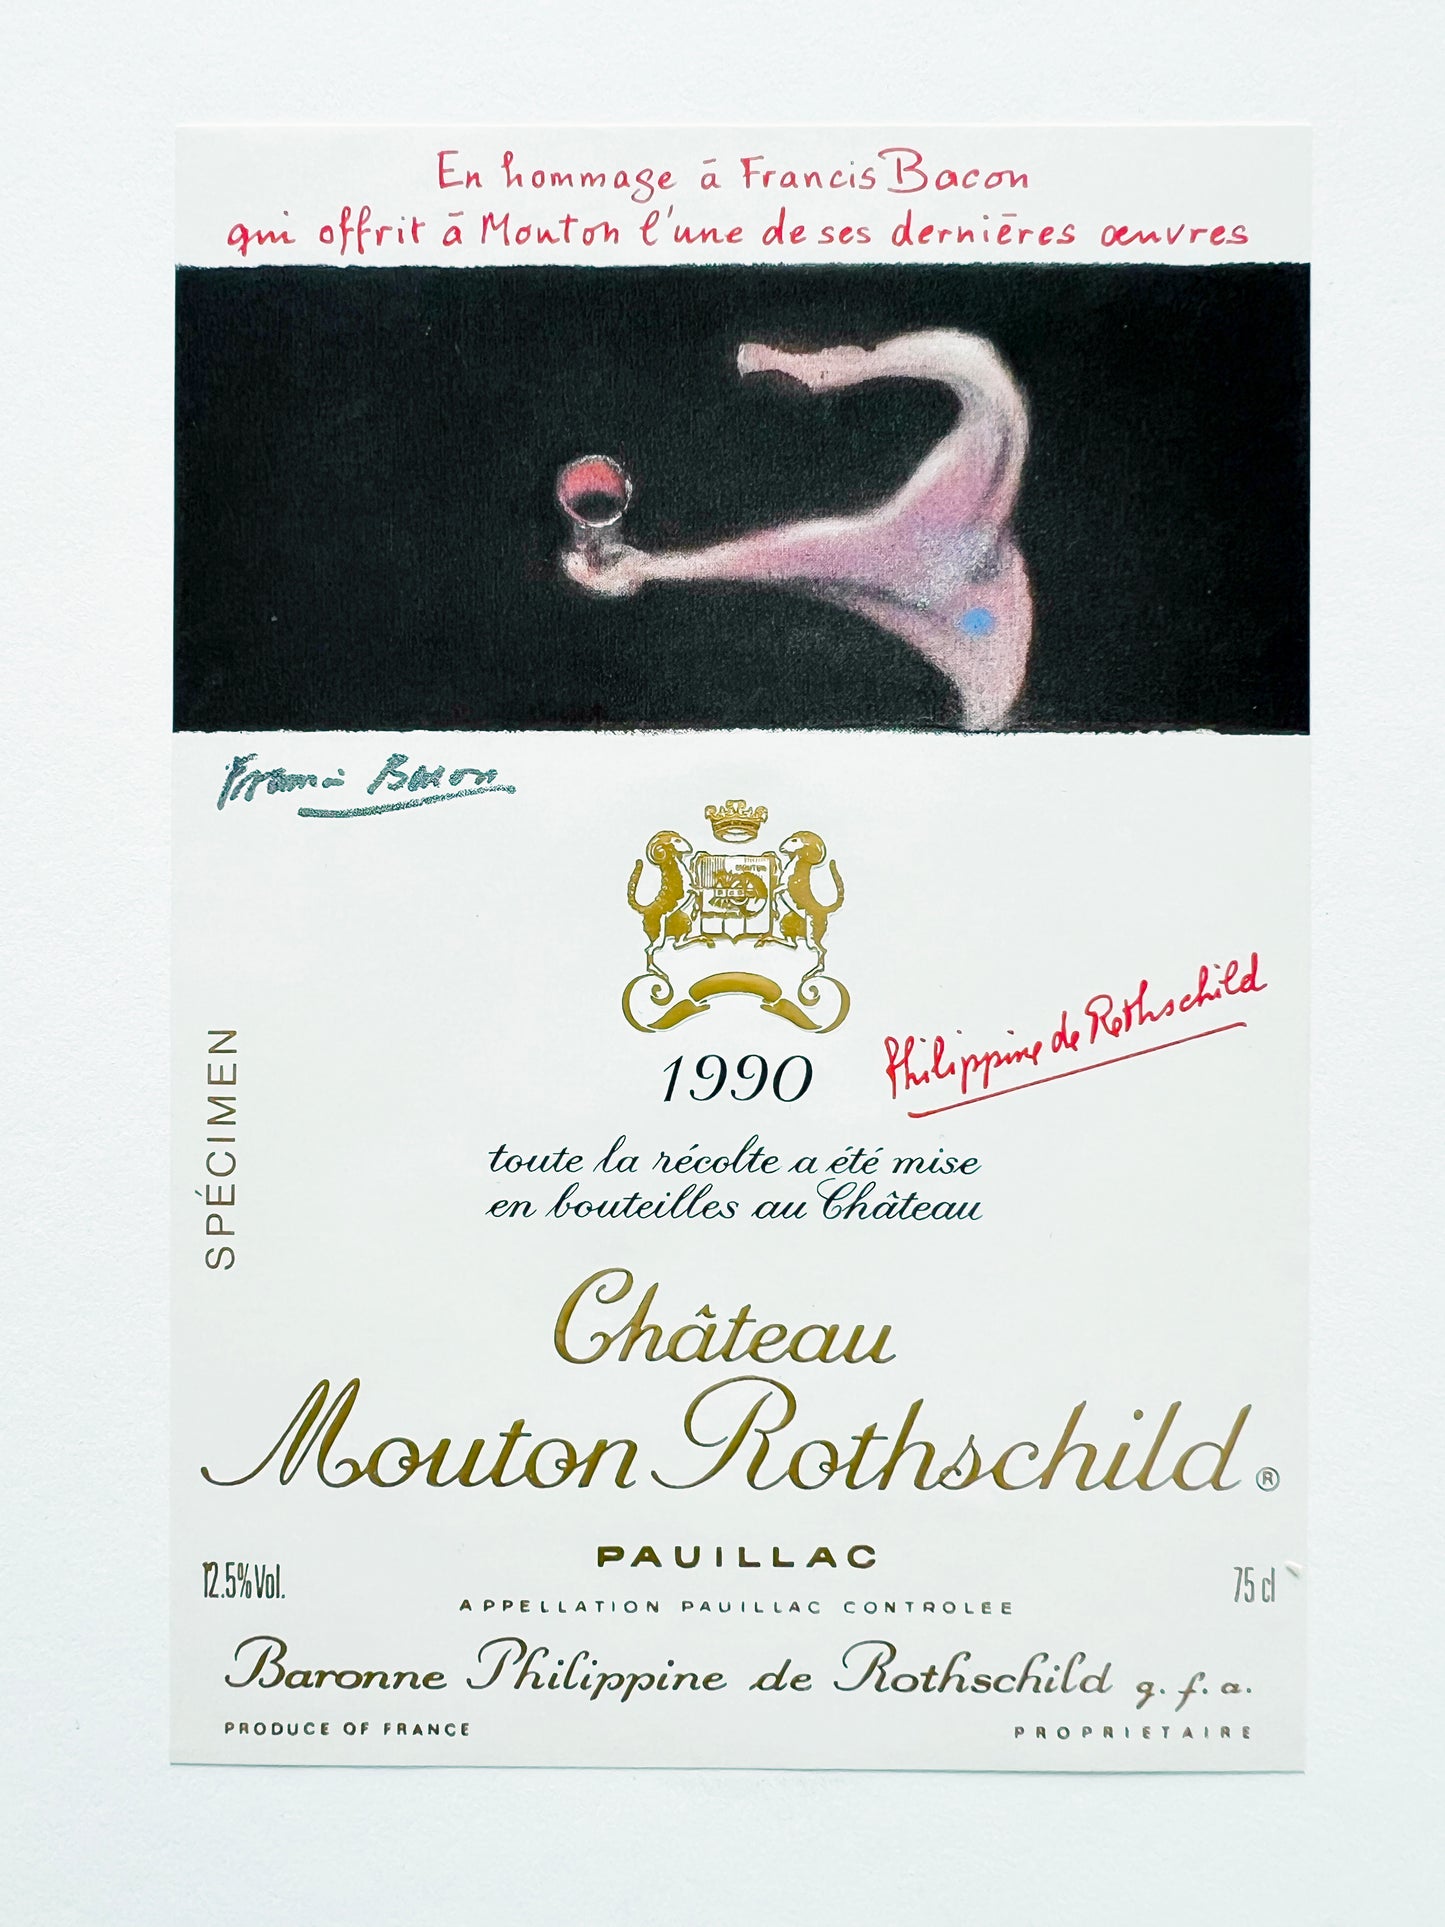 En hommage à Francis Bacon
qui offrit à Mouton l'une de ses dernières œuvres
Francis Bacon
MOUTON
1990
Philippine de Rothschild
SPÉCIMEN
toute la récolte a été mise
en bouteilles au Château
Château
Mouton Rothschild ®
PAUILLAC
12.5%Vol.
75 cl
APPELLATION PAUILLAC CONTROLÉE
Baronne Philippine de Rothschild g.f.a.
PRODUCE OF FRANCE
PROPRIETAIRE